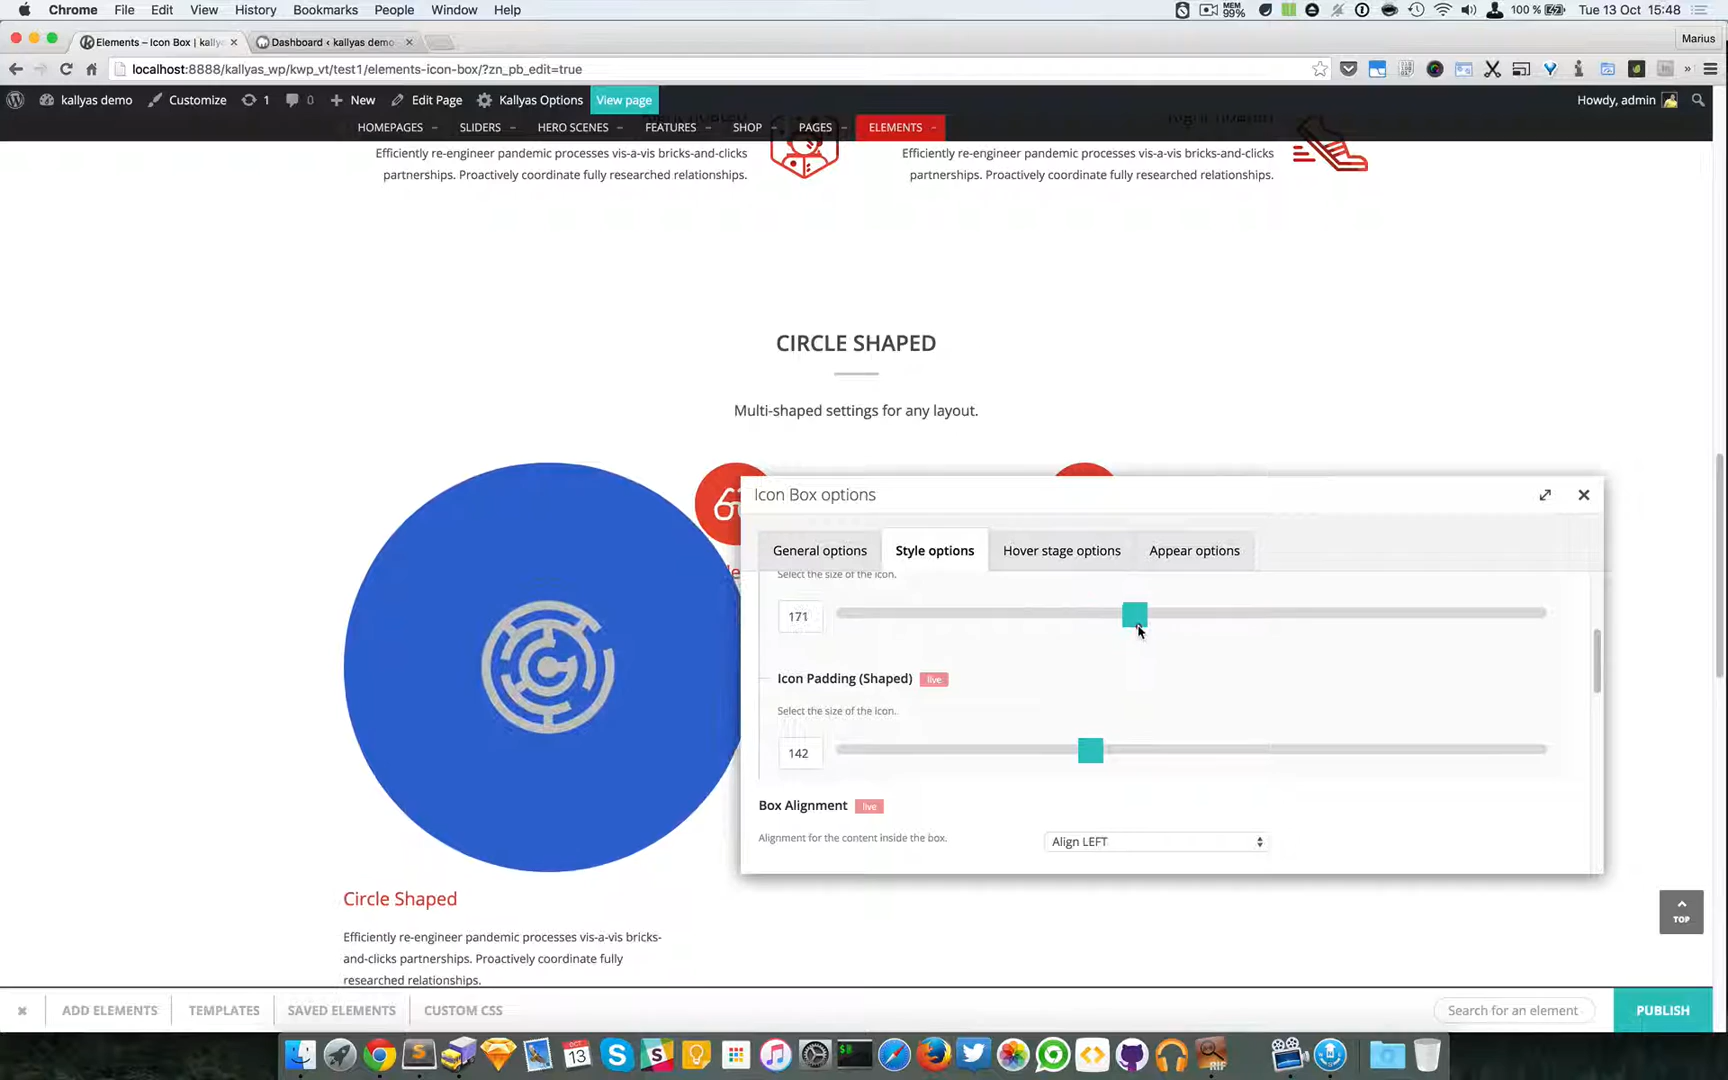 Chrome File Edit View History Bookmarks People Window Help
MEM 99% 100 % Tue 13 Oct 15:48
Elements – Icon Box | kally
Dashboard ‹ kallyas demo
Marius
localhost:8888/kallyas_wp/kwp_vt/test1/elements-icon-box/?zn_pb_edit=true
kallyas demo Customize 1 0 New Edit Page Kallyas Options View page Howdy, admin
HOMEPAGES SLIDERS HERO SCENES FEATURES SHOP PAGES ELEMENTS
Efficiently re-engineer pandemic processes vis-a-vis bricks-and-clicks
partnerships. Proactively coordinate fully researched relationships.
Efficiently re-engineer pandemic processes vis-a-vis bricks-and-clicks
partnerships. Proactively coordinate fully researched relationships.
CIRCLE SHAPED
Multi-shaped settings for any layout.
Icon Box options
General options Style options Hover stage options Appear options
Select the size of the icon.
171
Icon Padding (Shaped) live
Select the size of the icon.
142
Box Alignment live
Alignment for the content inside the box.
Align LEFT
Circle Shaped
Efficiently re-engineer pandemic processes vis-a-vis bricks-
and-clicks partnerships. Proactively coordinate fully
researched relationships.
TOP
ADD ELEMENTS TEMPLATES SAVED ELEMENTS CUSTOM CSS
Search for an element
PUBLISH
OCT
13